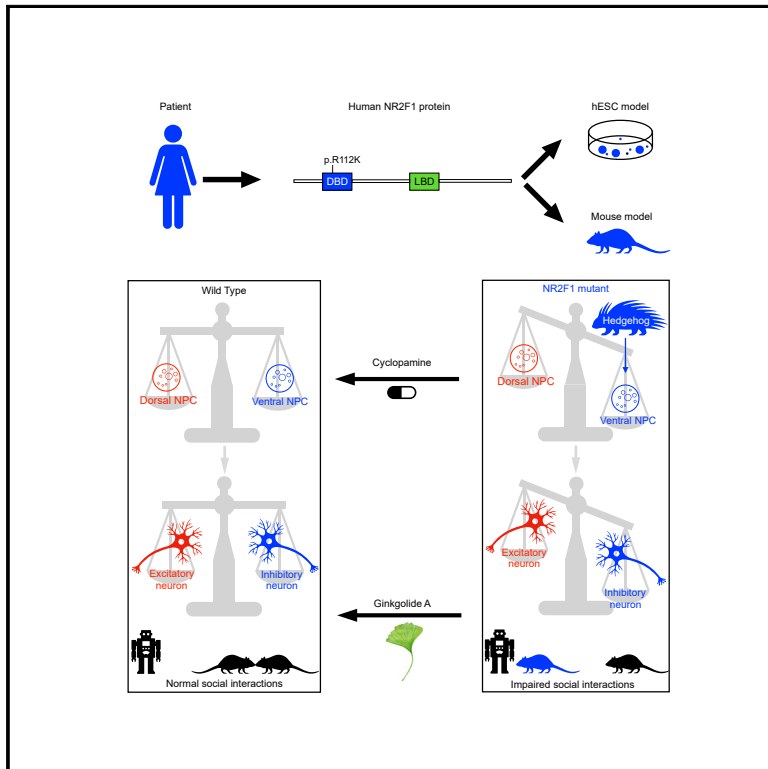 Patient
Human NR2F1 protein
hESC model
p.R112K
DBD
LBD
Mouse model
Wild Type
NR2F1 mutant
Hedgehog
Dorsal NPC
Ventral NPC
Cyclopamine
Dorsal NPC
Ventral NPC
Excitatory
neuron
Inhibitory
neuron
Ginkgolide A
Excitatory
neuron
Inhibitory
neuron
Normal social interactions
Impaired social interactions